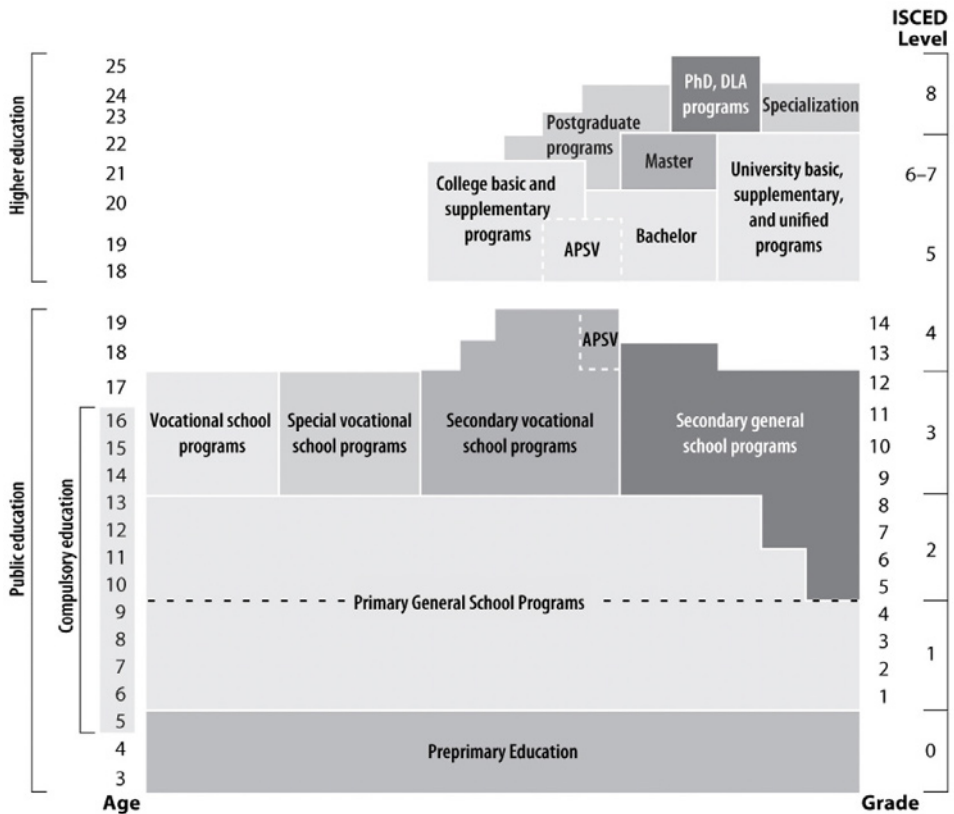 ISCED
Level
Higher education
25
24
23
22
21
20
19
18
PhD, DLA
programs
Specialization
Postgraduate
programs
Master
College basic and
supplementary
programs
University basic,
supplementary,
and unified
programs
APSV
Bachelor
8
6–7
5
Public education
Compulsory education
19
18
17
16
15
14
13
12
11
10
9
8
7
6
5
4
3
APSV
Vocational school
programs
Special vocational
school programs
Secondary vocational
school programs
Secondary general
school programs
Primary General School Programs
Preprimary Education
14
13
12
11
10
9
8
7
6
5
4
3
2
1
4
3
2
1
0
Age
Grade